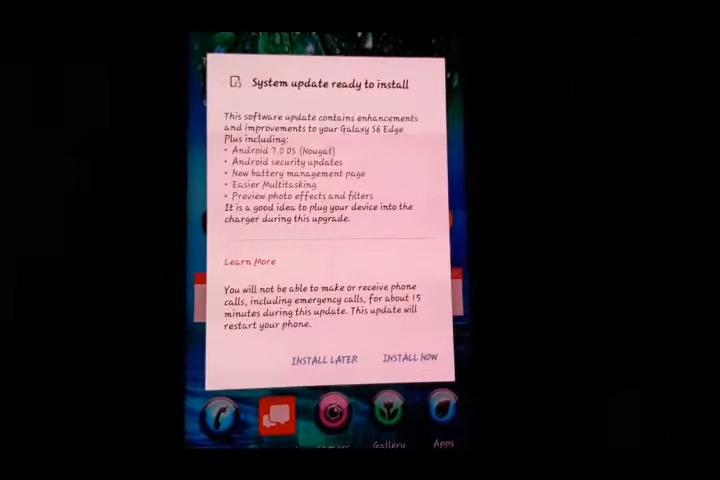 System update ready to install
This software update contains enhancements
and improvements to your Galaxy S6 Edge
Plus including:
• Android 7.0 OS (Nougat)
• Android security updates
• New battery management page
• Easier Multitasking
• Preview photo effects and filters
It is a good idea to plug your device into the
charger during this upgrade.
Learn More
You will not be able to make or receive phone
calls, including emergency calls, for about 15
minutes during this update. This update will
restart your phone.
INSTALL LATER INSTALL NOW
Camera Gallery Apps